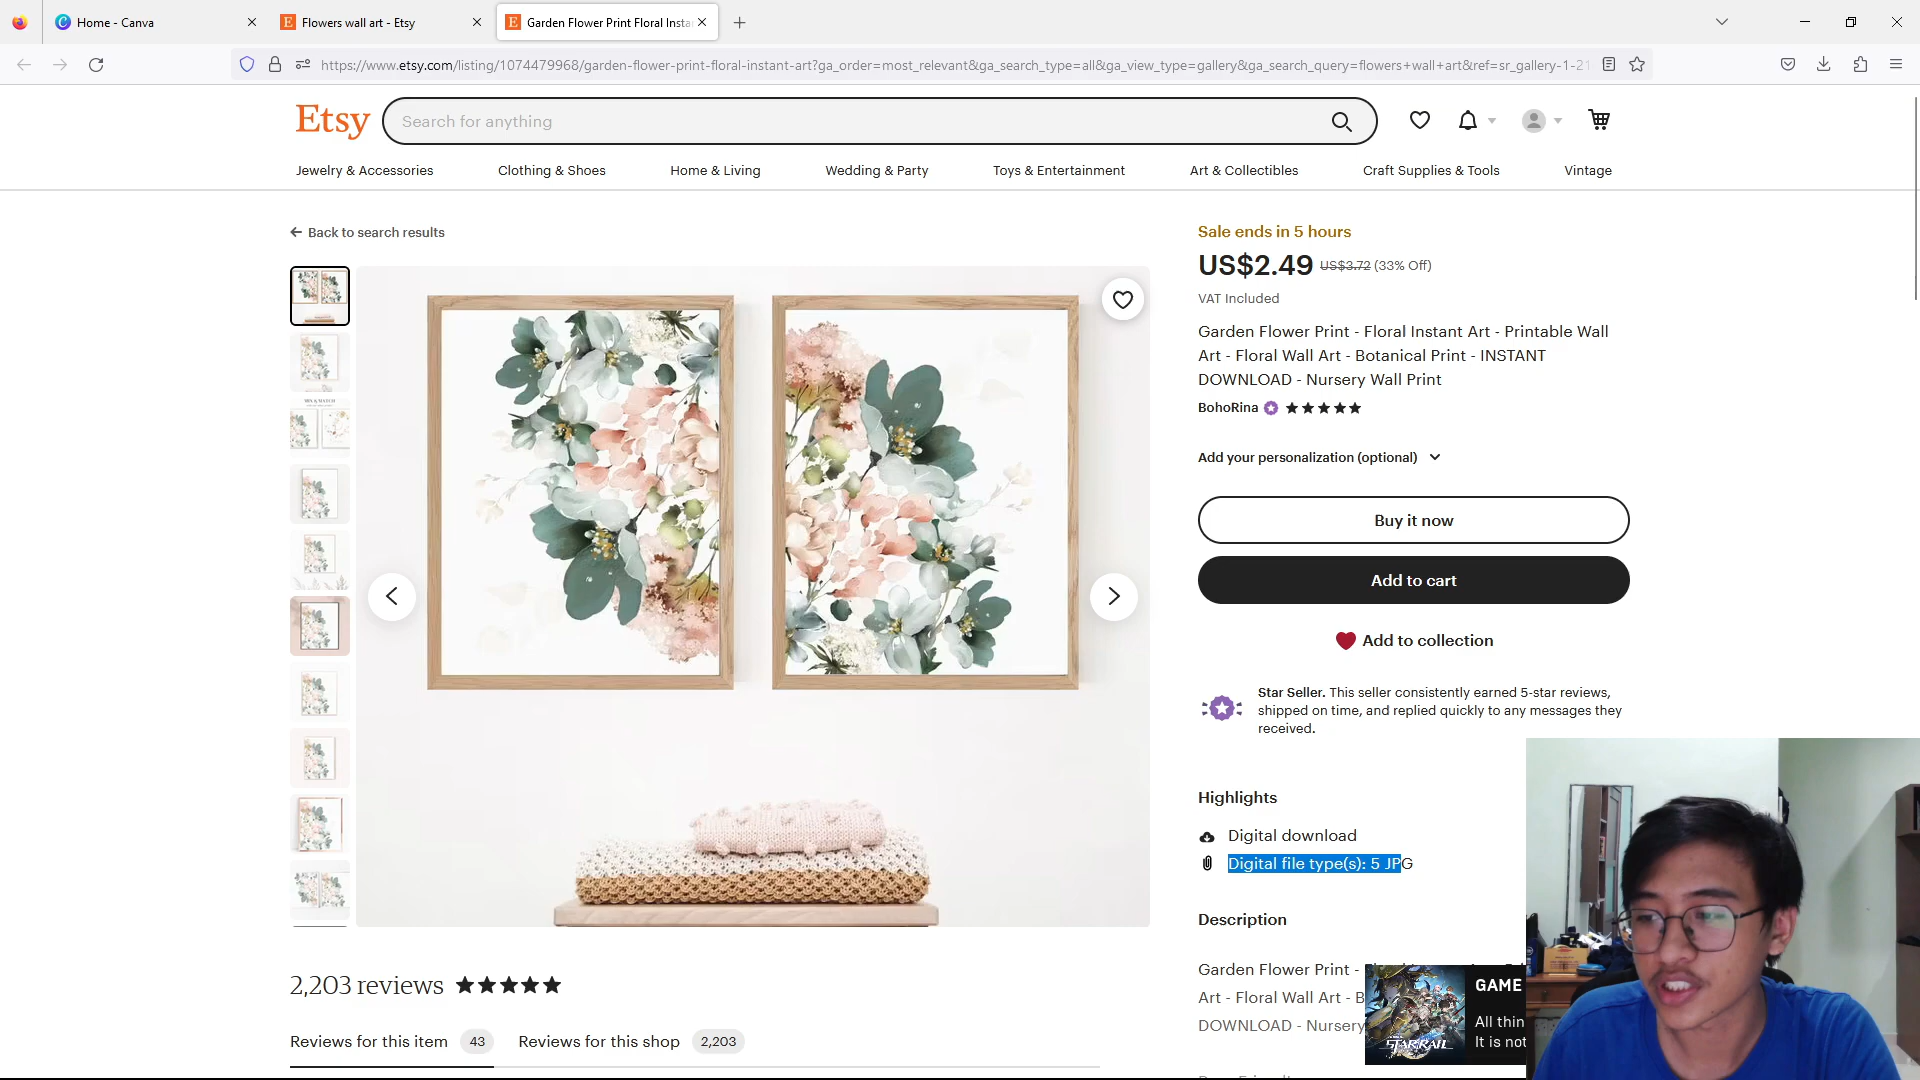 Home - Canva
Flowers wall art - Etsy
Garden Flower Print Floral Insta
https://www.etsy.com/listing/1074479968/garden-flower-print-floral-instant-art?ga_order=most_relevant&ga_search_type=all&ga_view_type=gallery&ga_search_query=flowers+wall+art&ref=sr_gallery-1-21
Etsy
Search for anything
Jewelry & Accessories
Clothing & Shoes
Home & Living
Wedding & Party
Toys & Entertainment
Art & Collectibles
Craft Supplies & Tools
Vintage
Back to search results
MIX & MATCH
Sale ends in 5 hours
US$2.49 US$3.72 (33% Off)
VAT Included
Garden Flower Print - Floral Instant Art - Printable Wall
Art - Floral Wall Art - Botanical Print - INSTANT
DOWNLOAD - Nursery Wall Print
BohoRina
Add your personalization (optional)
Buy it now
Add to cart
Add to collection
Star Seller. This seller consistently earned 5-star reviews,
shipped on time, and replied quickly to any messages they
received.
Highlights
Digital download
Digital file type(s): 5 JPG
Description
Garden Flower Print -
Art - Floral Wall Art - B
DOWNLOAD - Nursery
STAR RAIL
GAME
All thin
It is not
2,203 reviews
Reviews for this item 43
Reviews for this shop 2,203